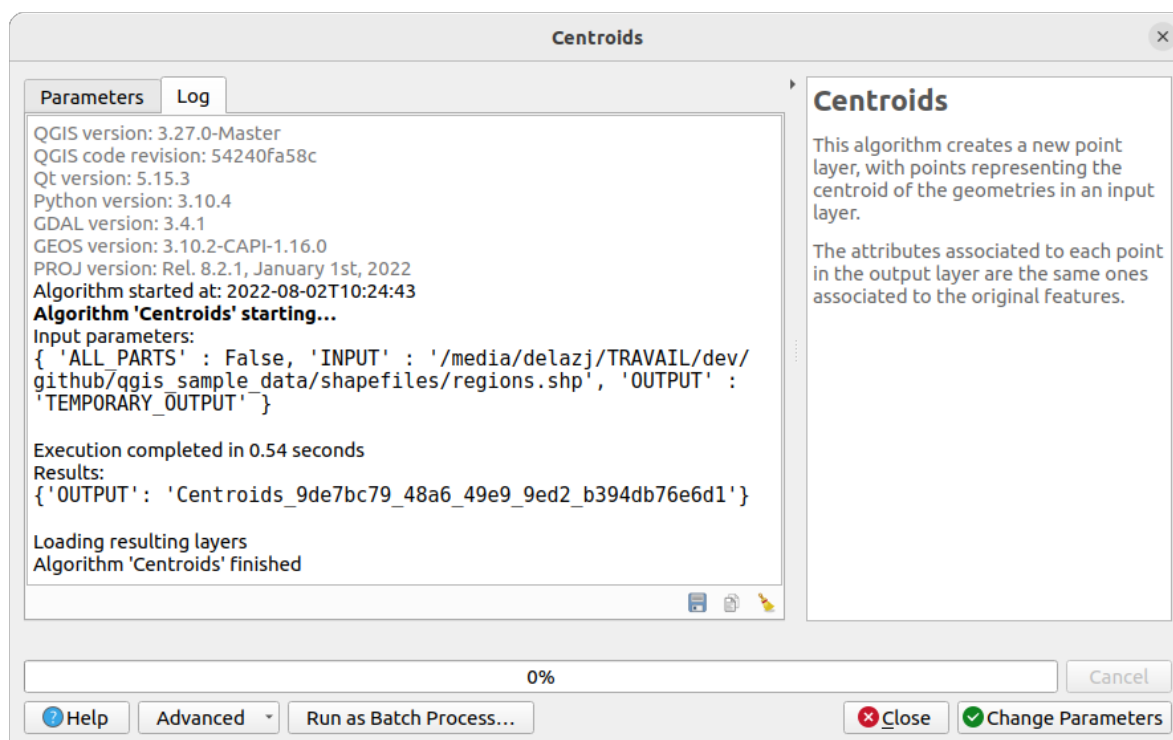 Centroids
Parameters
Log
QGIS version: 3.27.0-Master
QGIS code revision: 54240fa58c
Qt version: 5.15.3
Python version: 3.10.4
GDAL version: 3.4.1
GEOS version: 3.10.2-CAPI-1.16.0
PROJ version: Rel. 8.2.1, January 1st, 2022
Algorithm started at: 2022-08-02T10:24:43
Algorithm 'Centroids' starting…
Input parameters:
{ 'ALL_PARTS' : False, 'INPUT' : '/media/delazj/TRAVAIL/dev/
github/qgis_sample_data/shapefiles/regions.shp', 'OUTPUT' :
'TEMPORARY_OUTPUT' }
Execution completed in 0.54 seconds
Results:
{'OUTPUT': 'Centroids_9de7bc79_48a6_49e9_9ed2_b394db76e6d1'}
Loading resulting layers
Algorithm 'Centroids' finished
Centroids
This algorithm creates a new point
layer, with points representing the
centroid of the geometries in an input
layer.
The attributes associated to each point
in the output layer are the same ones
associated to the original features.
0%
Cancel
Help
Advanced
Run as Batch Process…
Close
Change Parameters